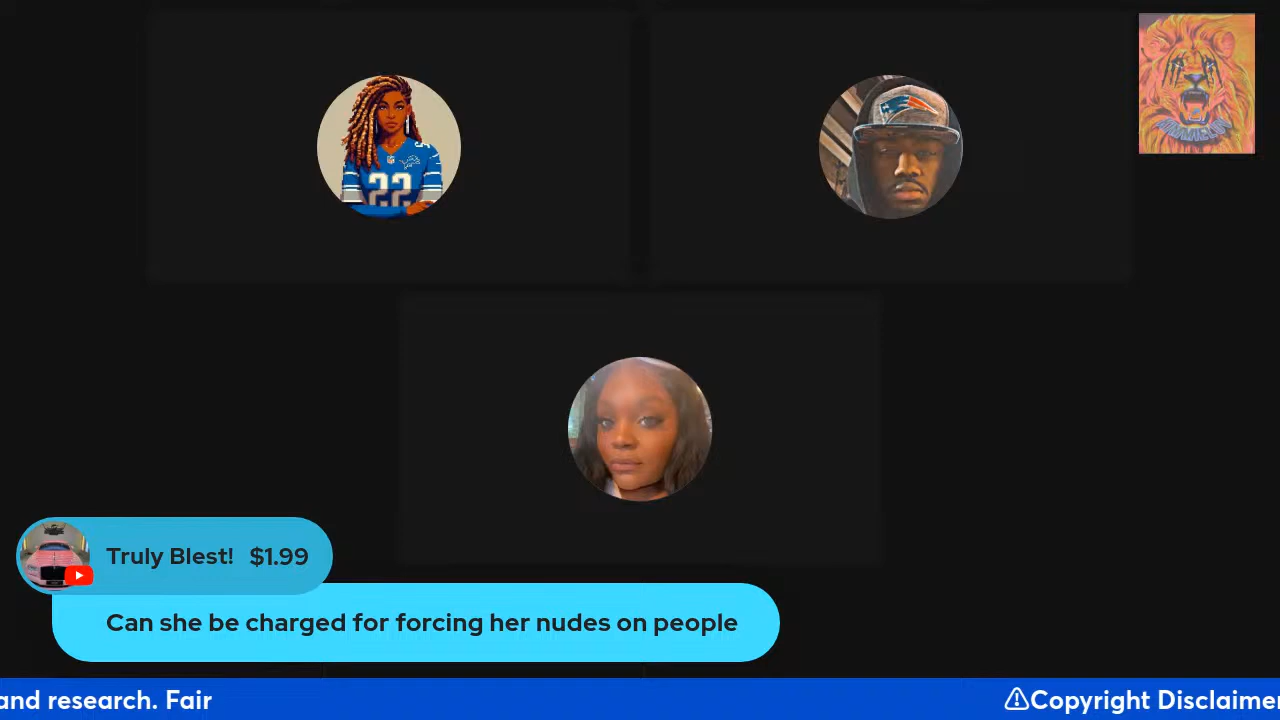 22
Truly Blest! $1.99
Can she be charged for forcing her nudes on people
and research. Fair
Copyright Disclaimer